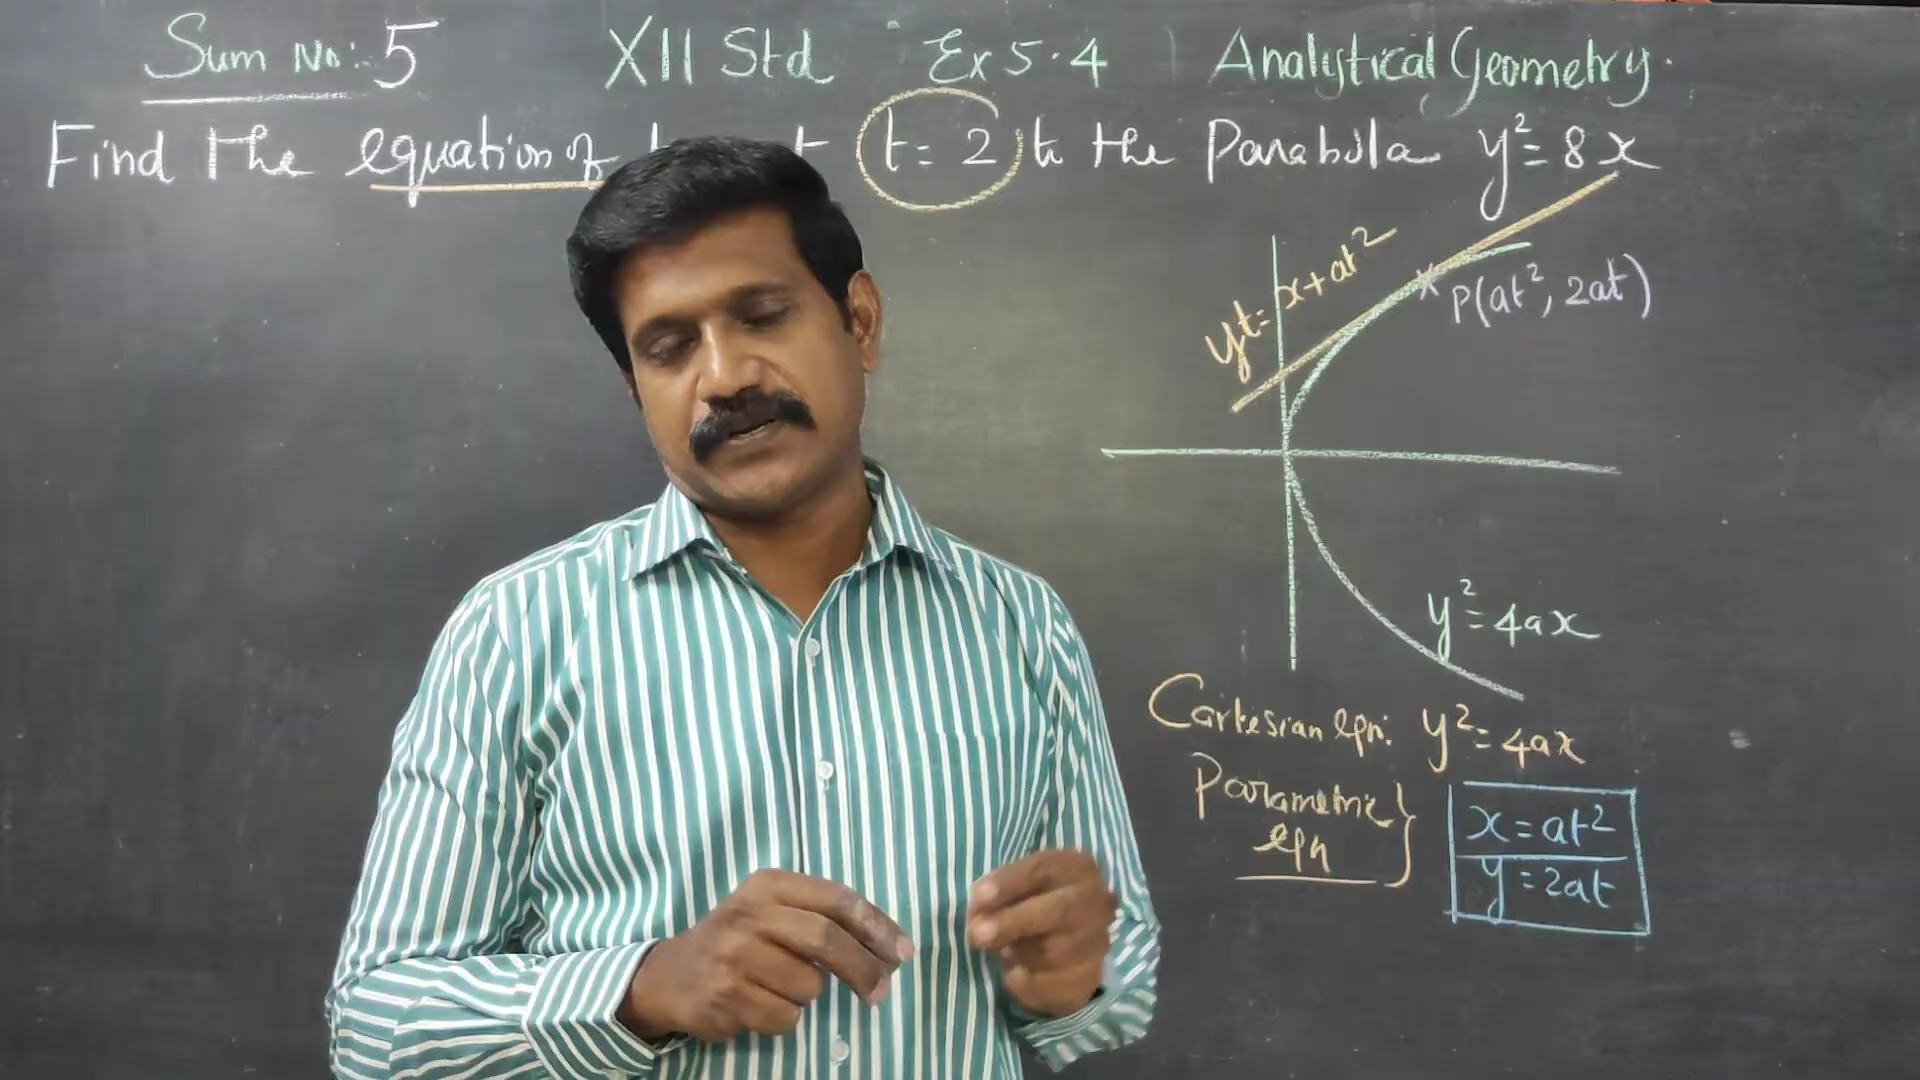 Sum No: 5 XII Std Ex 5.4 Analytical Geometry.
Find the equation of t = 2 to the Parabola y² = 8x
yt = x + at²
P(at², 2at)
y² = 4ax
Cartesian eqn: y² = 4ax
Parametric eqn } x = at²
y = 2at